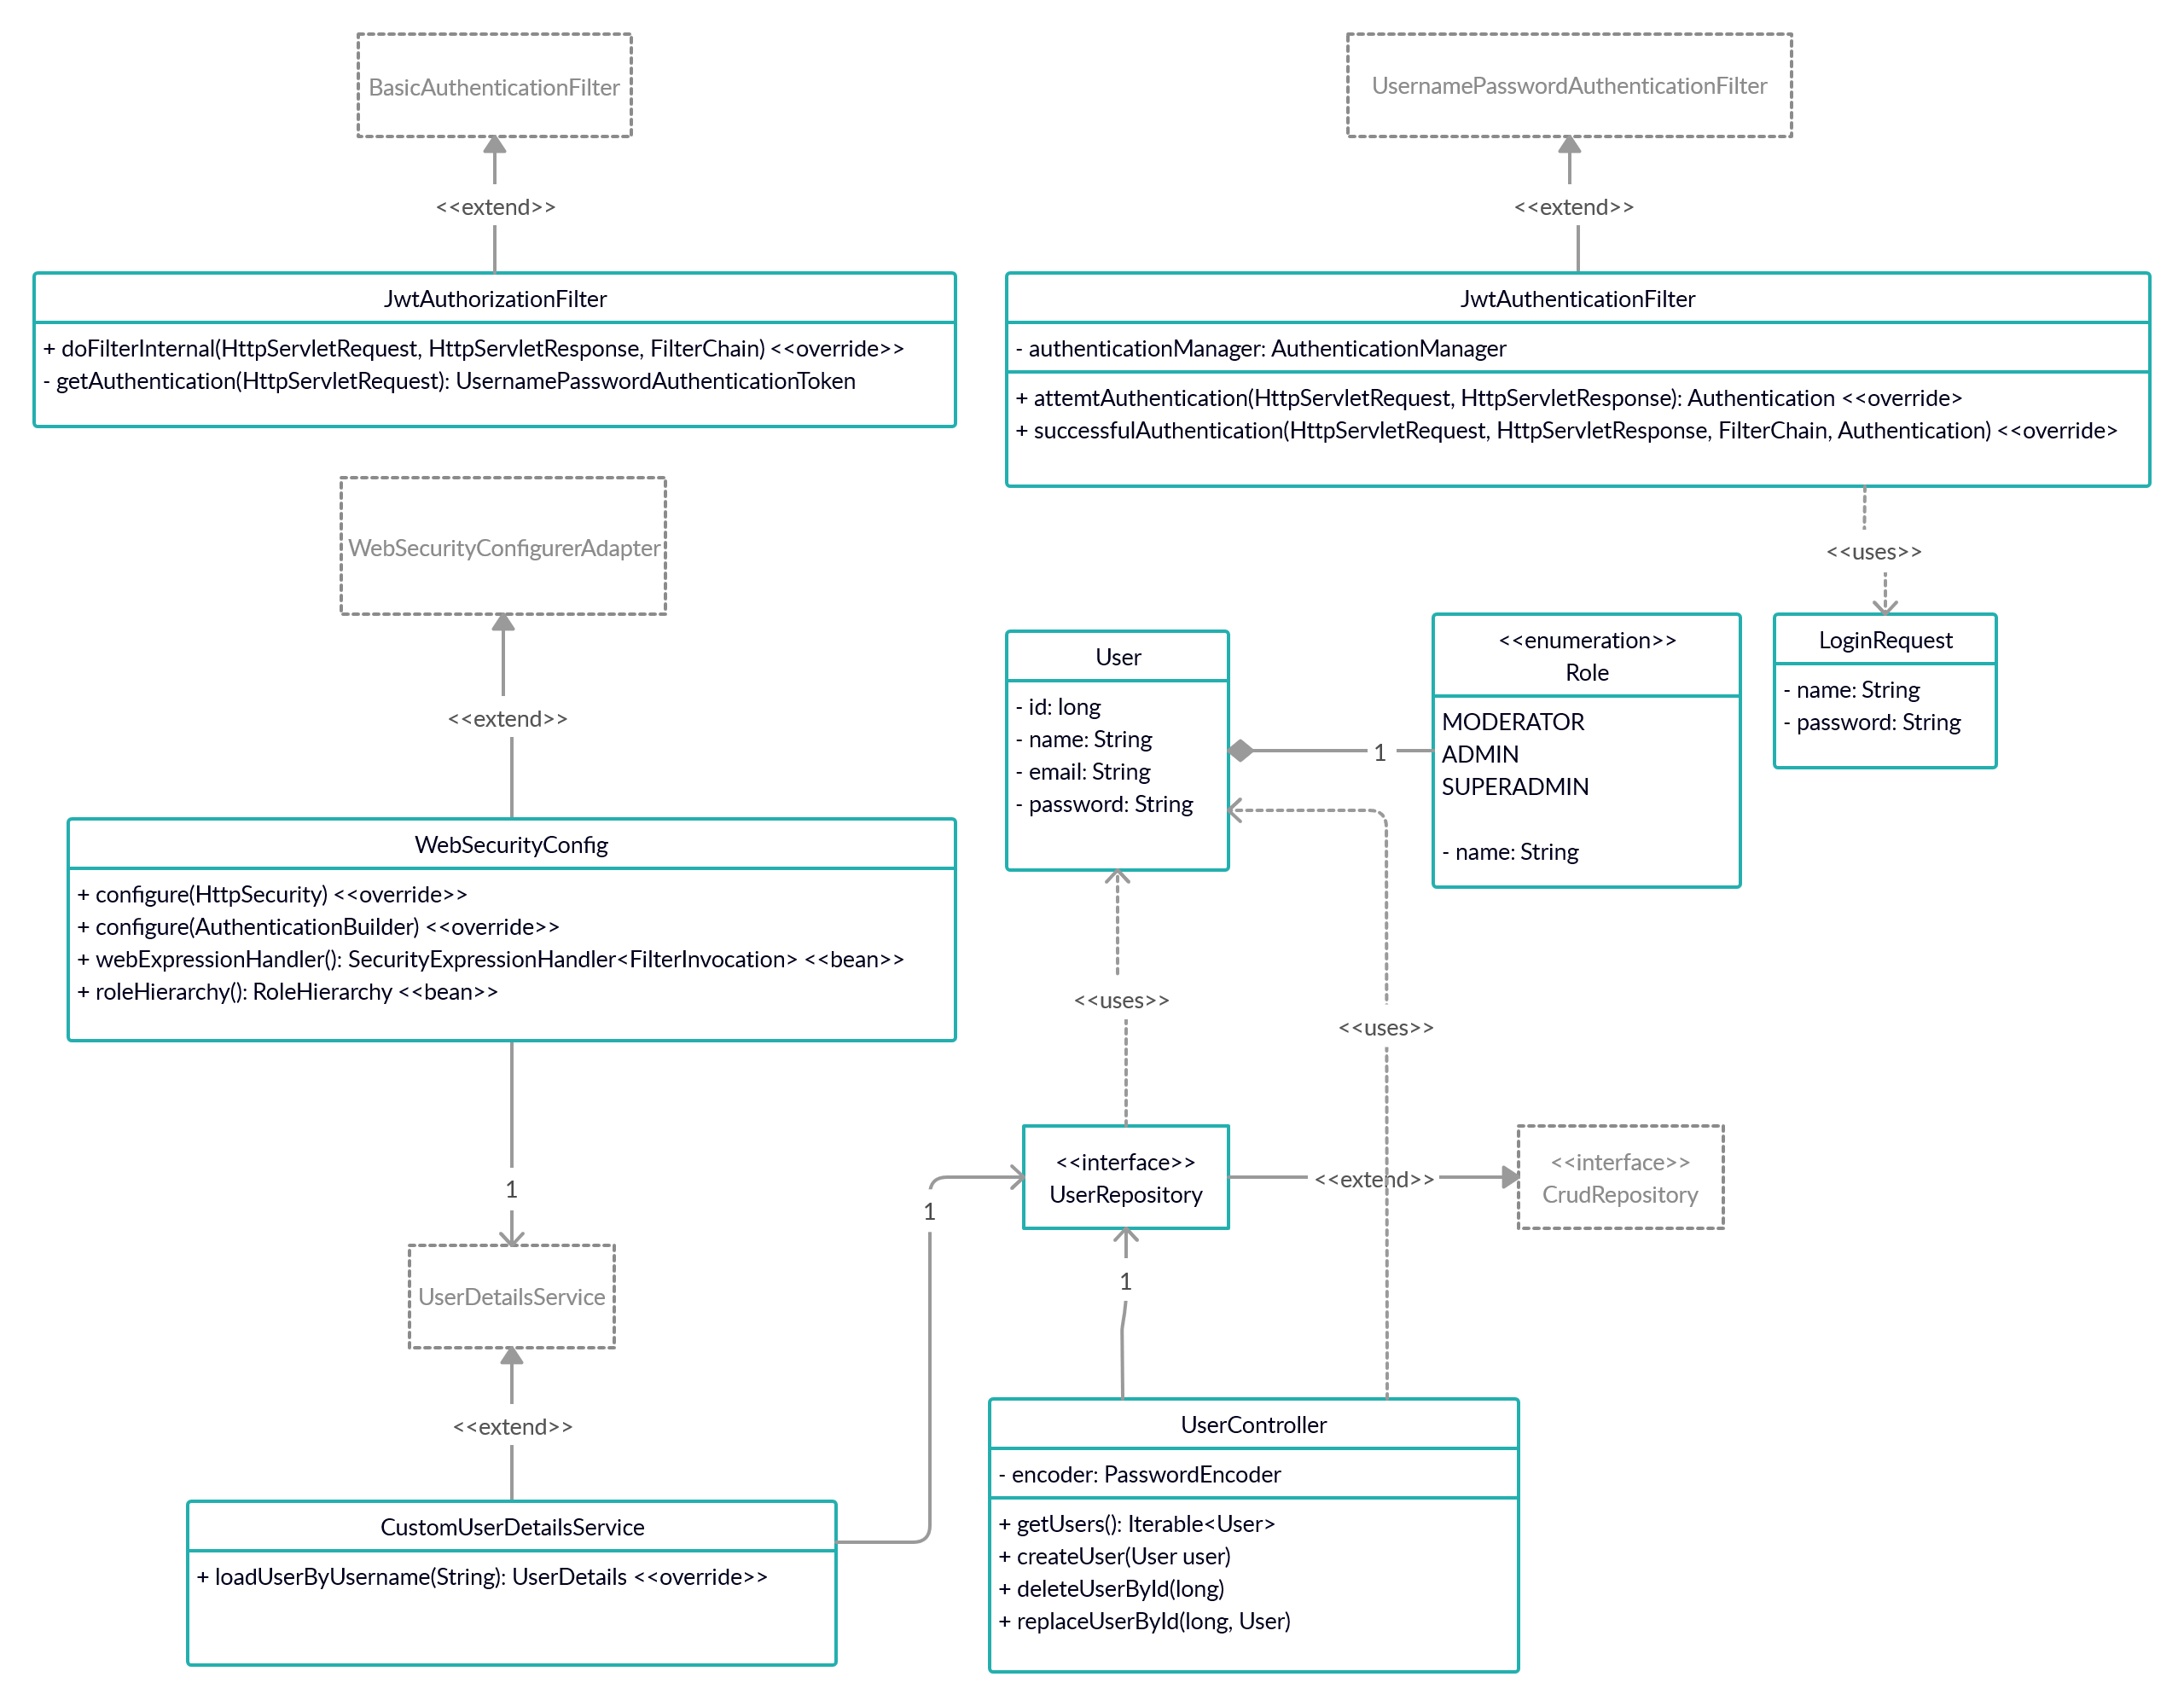 BasicAuthenticationFilter
UsernamePasswordAuthenticationFilter
<<extend>>
<<extend>>
JwtAuthorizationFilter
+ doFilterInternal(HttpServletRequest, HttpServletResponse, FilterChain) <<override>>
- getAuthentication(HttpServletRequest): UsernamePasswordAuthenticationToken
JwtAuthenticationFilter
- authenticationManager: AuthenticationManager
+ attemtAuthentication(HttpServletRequest, HttpServletResponse): Authentication <<override>
+ successfulAuthentication(HttpServletRequest, HttpServletResponse, FilterChain, Authentication) <<override>
WebSecurityConfigurerAdapter
<<uses>>
<<extend>>
User
- id: long
- name: String
- email: String
- password: String
1
<<enumeration>>
Role
MODERATOR
ADMIN
SUPERADMIN
- name: String
LoginRequest
- name: String
- password: String
WebSecurityConfig
+ configure(HttpSecurity) <<override>>
+ configure(AuthenticationBuilder) <<override>>
+ webExpressionHandler(): SecurityExpressionHandler<FilterInvocation> <<bean>>
+ roleHierarchy(): RoleHierarchy <<bean>>
<<uses>>
<<uses>>
1
1
<<interface>>
UserRepository
<<extend>>
<<interface>>
CrudRepository
UserDetailsService
1
<<extend>>
CustomUserDetailsService
+ loadUserByUsername(String): UserDetails <<override>>
UserController
- encoder: PasswordEncoder
+ getUsers(): Iterable<User>
+ createUser(User user)
+ deleteUserById(long)
+ replaceUserById(long, User)